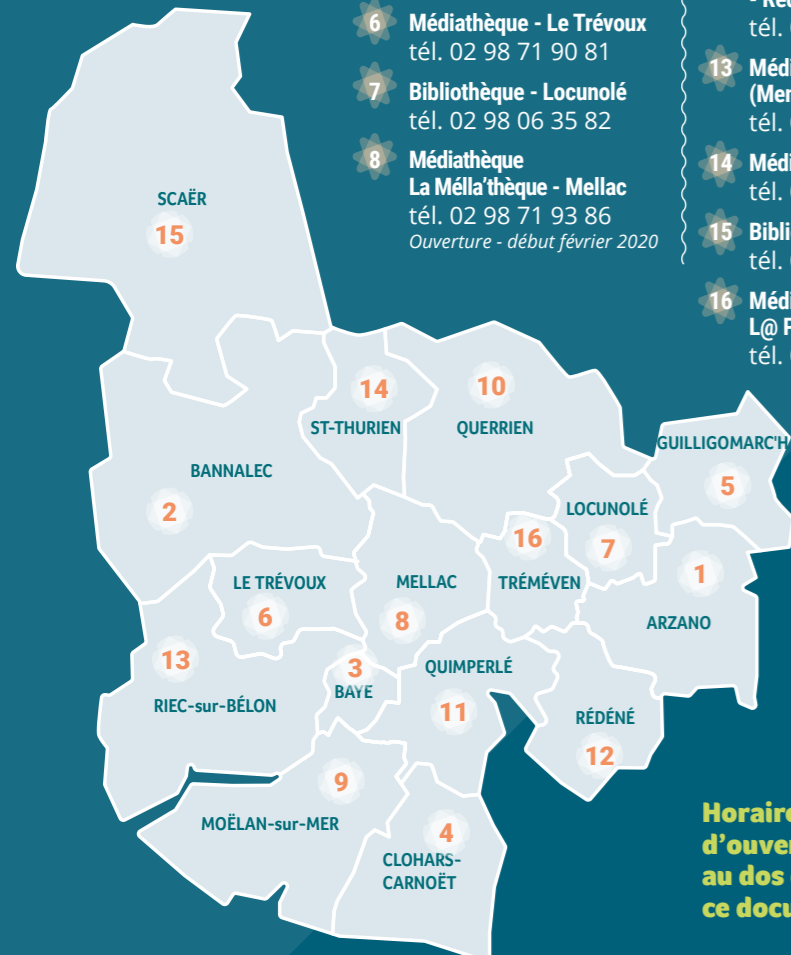 6 Médiathèque - Le Trévoux
tél. 02 98 71 90 81
7 Bibliothèque - Locunolé
tél. 02 98 06 35 82
8 Médiathèque
La Mélla'thèque - Mellac
tél. 02 98 71 93 86
Ouverture - début février 2020
tél.
13
tél.
14
tél.
15
tél.
16
L@
tél.
SCAËR
15
14
ST-THURIEN
10
QUERRIEN
GUILLIGOMARC'H
5
BANNALEC
2
LOCUNOLÉ
7
16
TRÉMÉVEN
1
ARZANO
LE TRÉVOUX
6
MELLAC
8
13
RIEC-sur-BÉLON
3
BAYE
QUIMPERLÉ
11
RÉDÉNÉ
12
9
MOËLAN-sur-MER
4
CLOHARS-
CARNOËT
au dos
ce